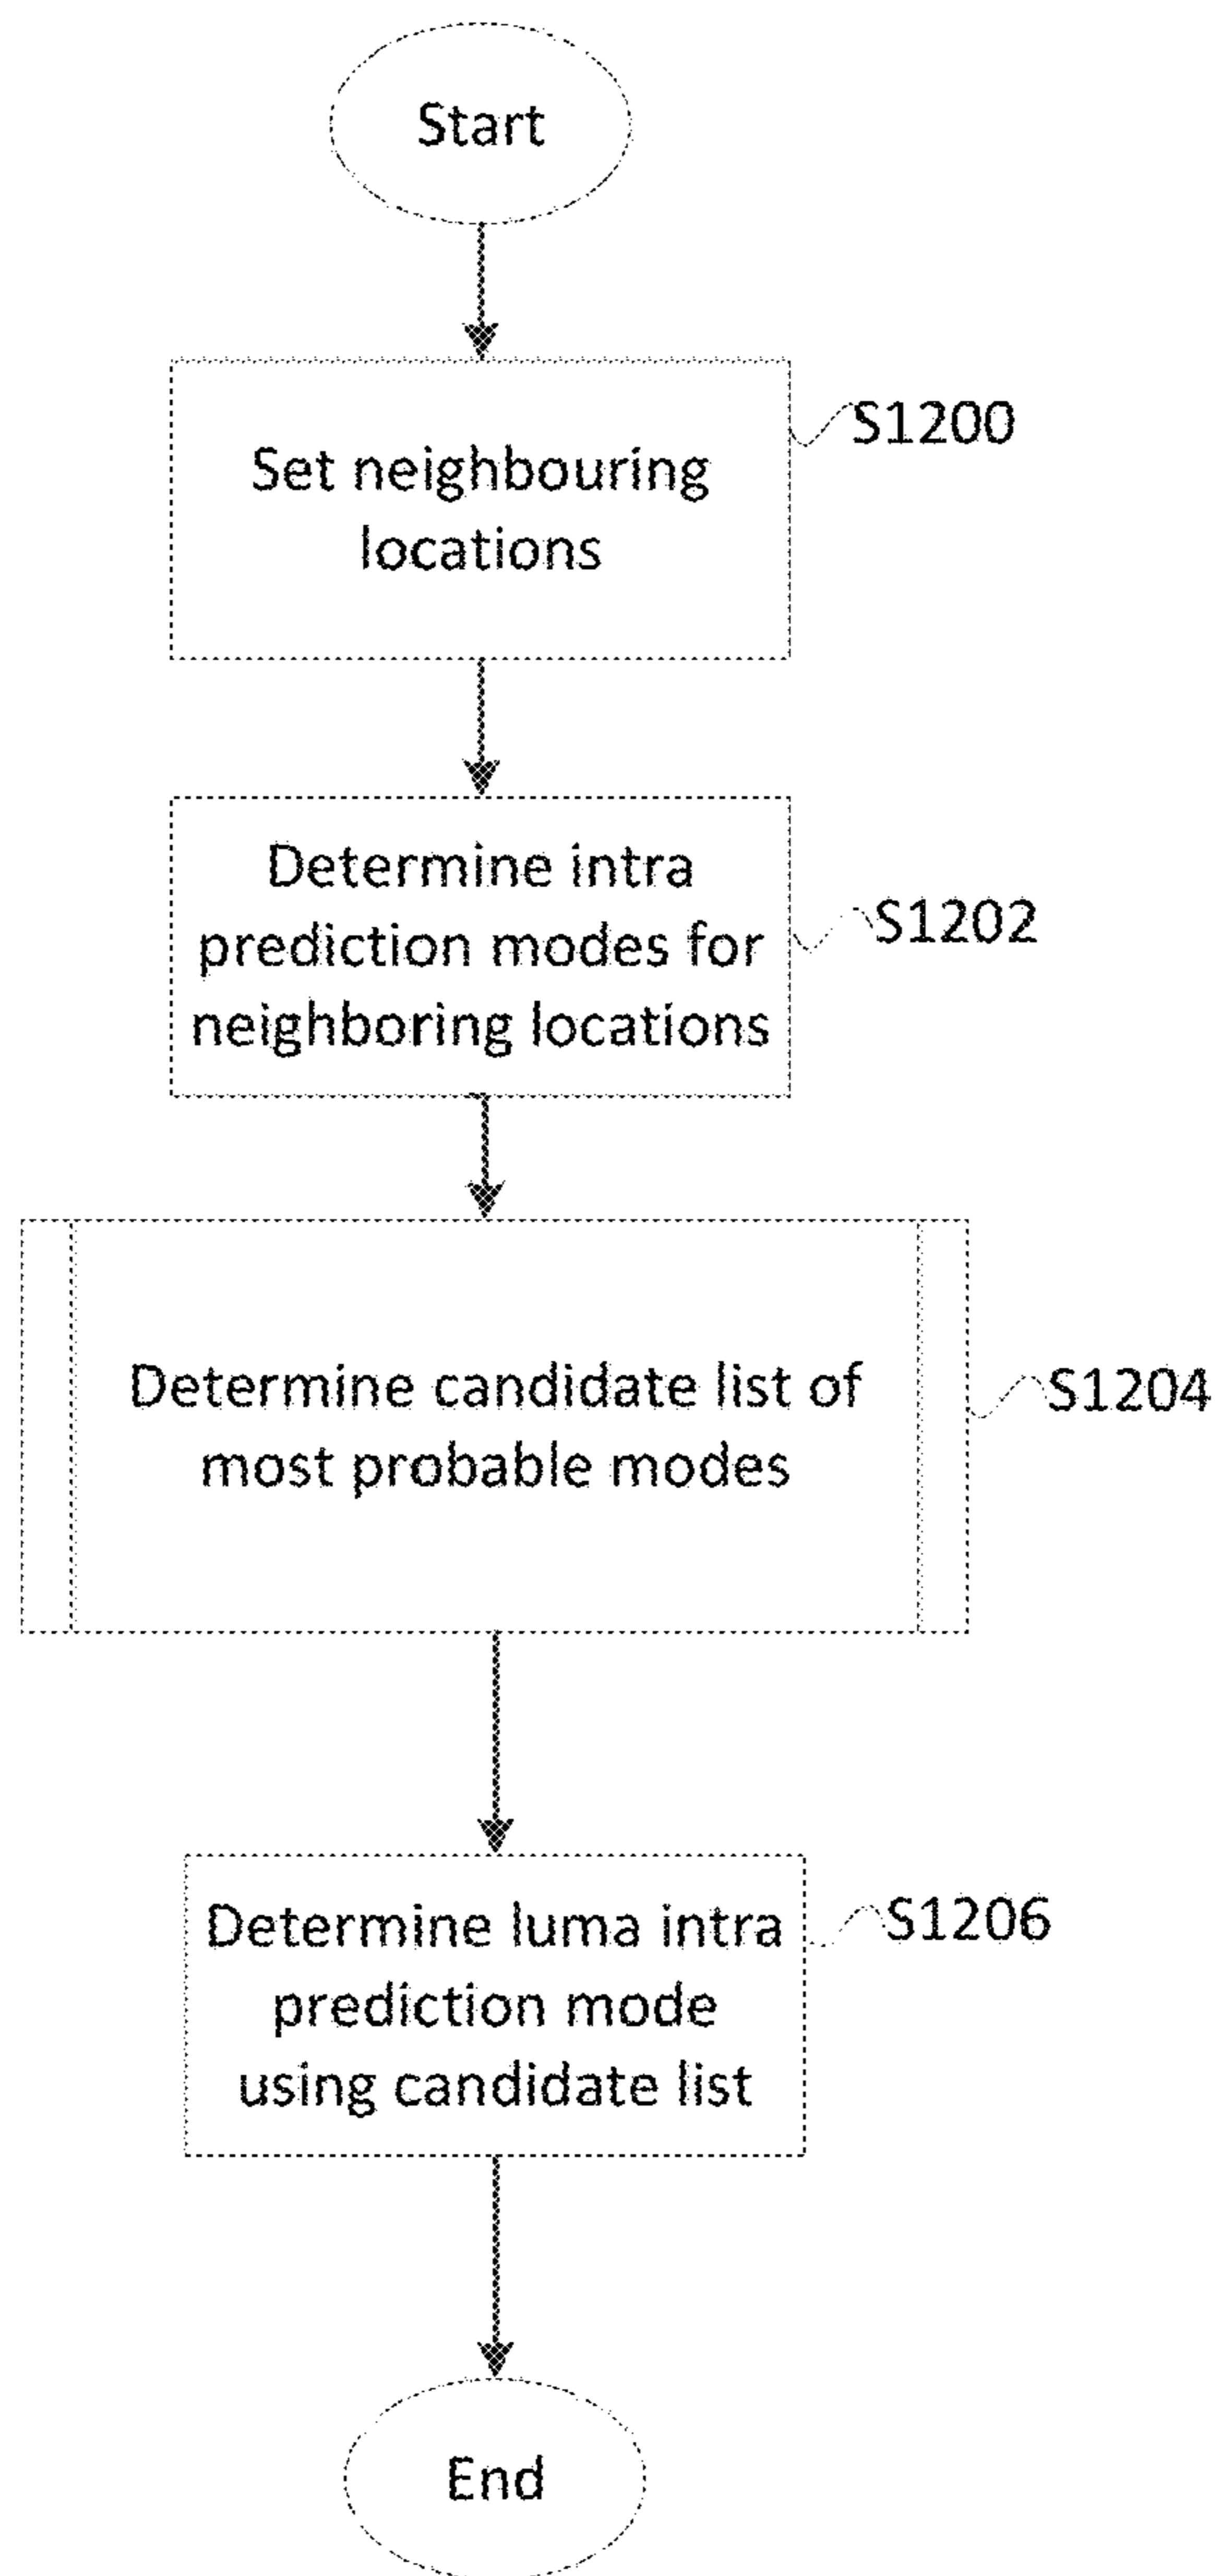 Start
Set neighbouring
locations
S1200
Determine intra
prediction modes for
neighboring locations
S1202
Determine candidate list of
most probable modes
S1204
Determine luma intra
prediction mode
using candidate list
S1206
End